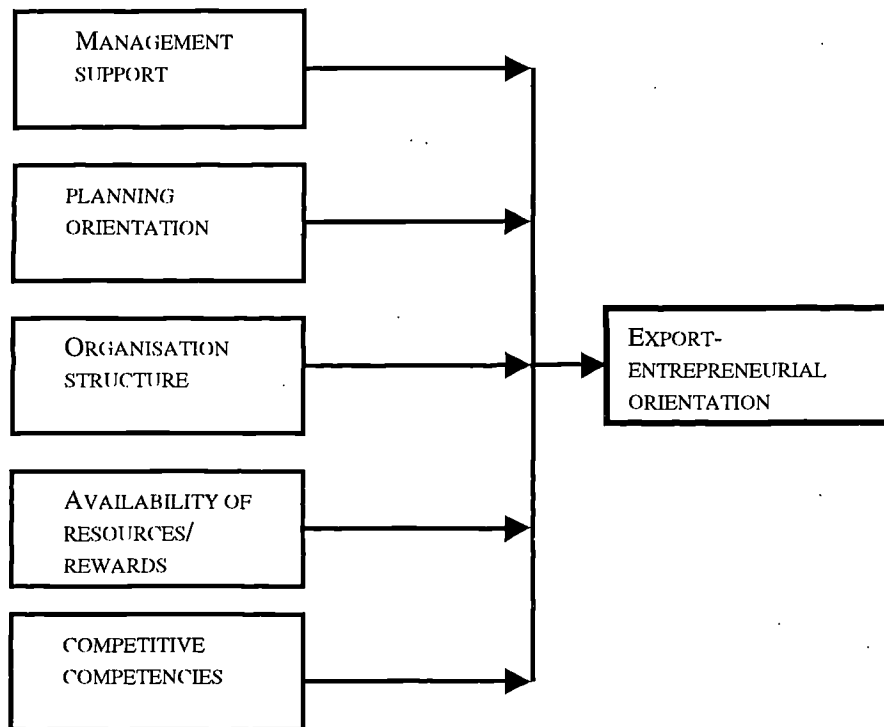 MANAGEMENT
SUPPORT
PLANNING
ORIENTATION
ORGANISATION
STRUCTURE
AVAILABILITY OF
RESOURCES/
REWARDS
COMPETITIVE
COMPETENCIES
EXPORT-
ENTREPRENEURIAL
ORIENTATION